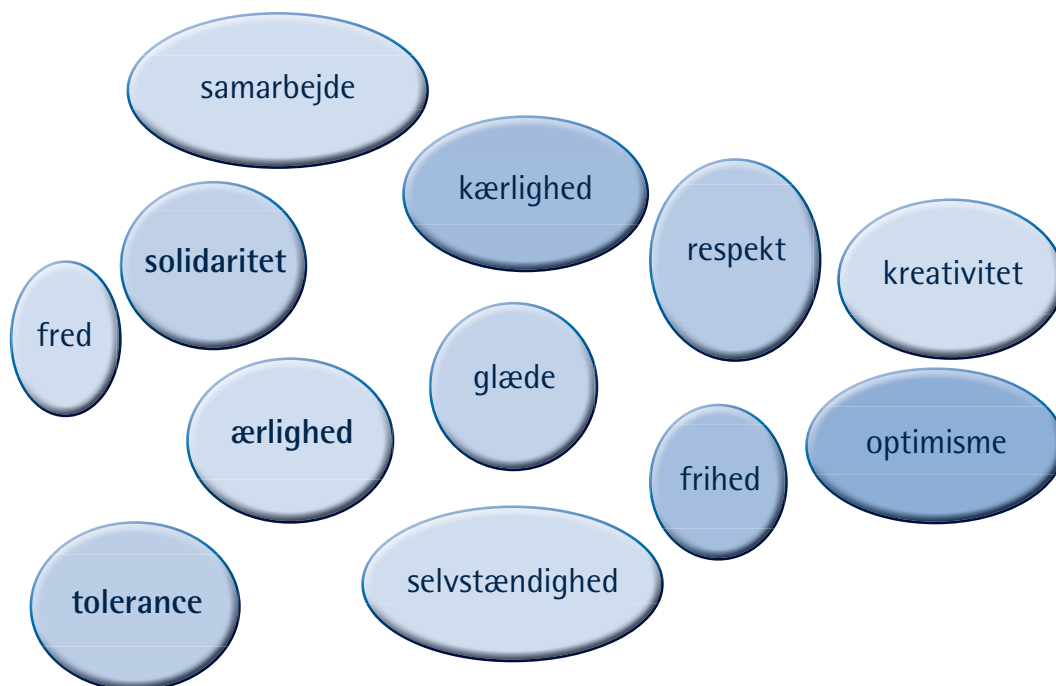 samarbejde
kærlighed
respekt
solidaritet
kreativitet
fred
glæde
ærlighed
optimisme
frihed
selvstændighed
tolerance